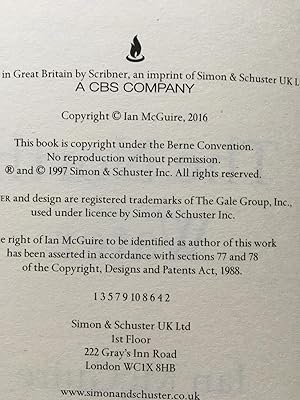 in Great Britain by Scribner, an imprint of Simon & Schuster UK L
A CBS COMPANY
Copyright © Ian McGuire, 2016
This book is copyright under the Berne Convention.
No reproduction without permission.
® and © 1997 Simon & Schuster Inc. All rights reserved.
ER and design are registered trademarks of The Gale Group, Inc.,
used under licence by Simon & Schuster Inc.
e right of Ian McGuire to be identified as author of this work
has been asserted in accordance with sections 77 and 78
of the Copyright, Designs and Patents Act, 1988.
1 3 5 7 9 10 8 6 4 2
Simon & Schuster UK Ltd
1st Floor
222 Gray's Inn Road
London WC1X 8HB
www.simonandschuster.co.uk